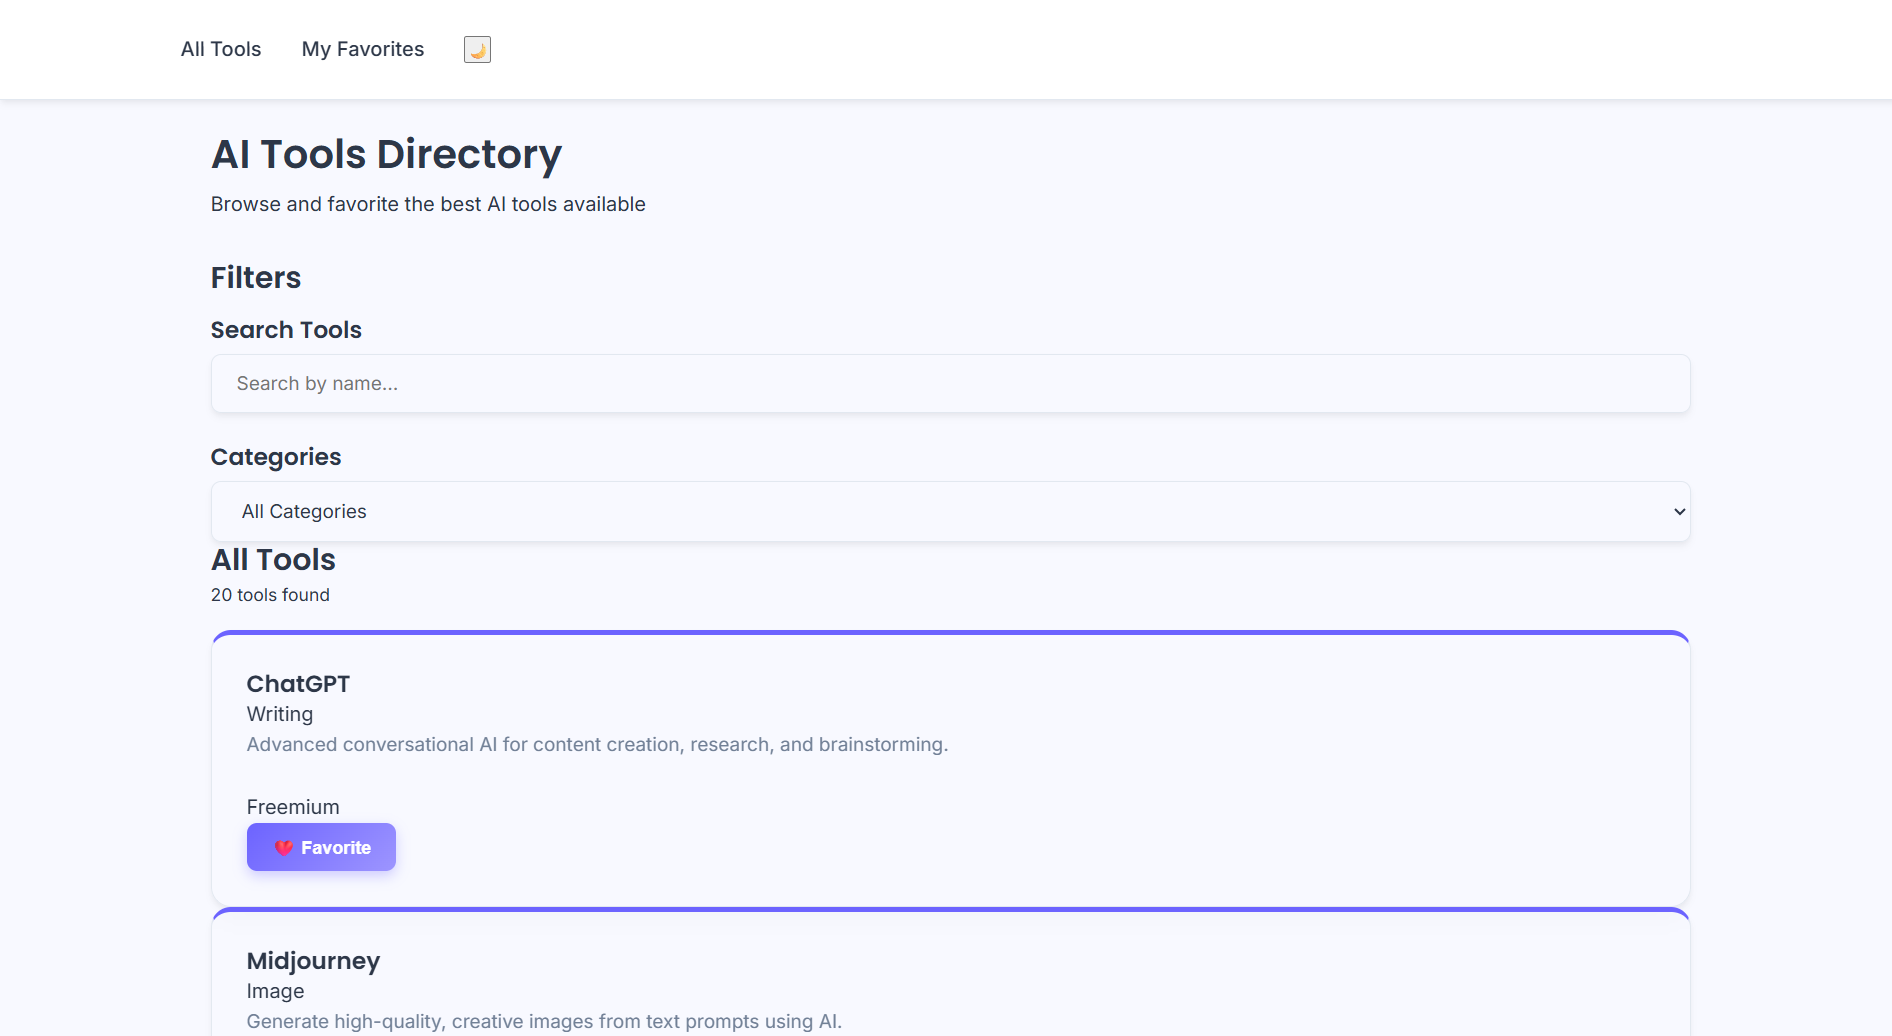 All Tools My Favorites
AI Tools Directory
Browse and favorite the best AI tools available
Filters
Search Tools
Search by name...
Categories
All Categories
All Tools
20 tools found
ChatGPT
Writing
Advanced conversational AI for content creation, research, and brainstorming.
Freemium
Favorite
Midjourney
Image
Generate high-quality, creative images from text prompts using AI.